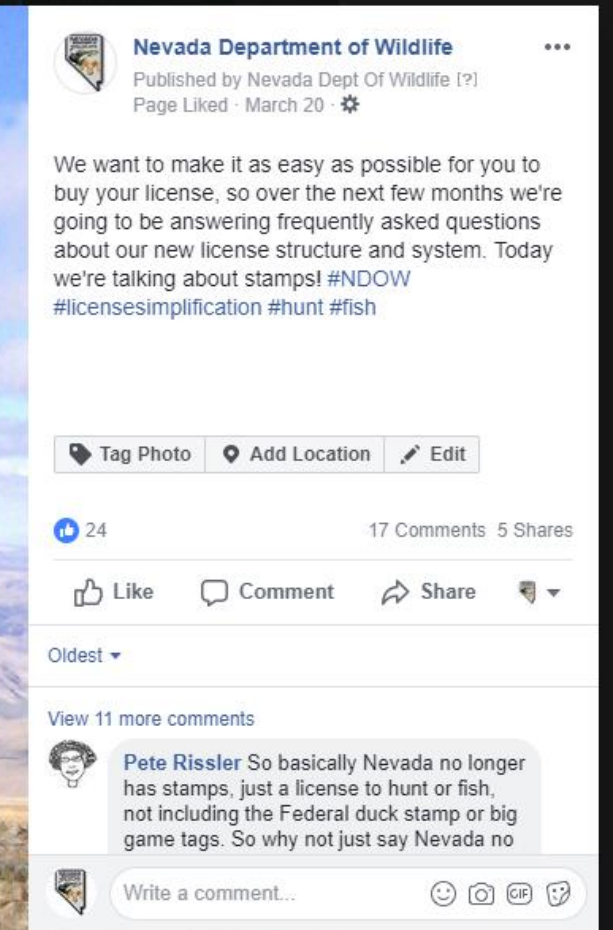 Nevada Department of Wildlife
Published by Nevada Dept Of Wildlife [?]
Page Liked · March 20 ·
We want to make it as easy as possible for you to
buy your license, so over the next few months we're
going to be answering frequently asked questions
about our new license structure and system. Today
we're talking about stamps! #NDOW
#licensesimplification #hunt #fish
Tag Photo Add Location Edit
24 17 Comments 5 Shares
Like Comment Share
Oldest
View 11 more comments
Pete Rissler So basically Nevada no longer
has stamps, just a license to hunt or fish,
not including the Federal duck stamp or big
game tags. So why not just say Nevada no
Write a comment...
GIF